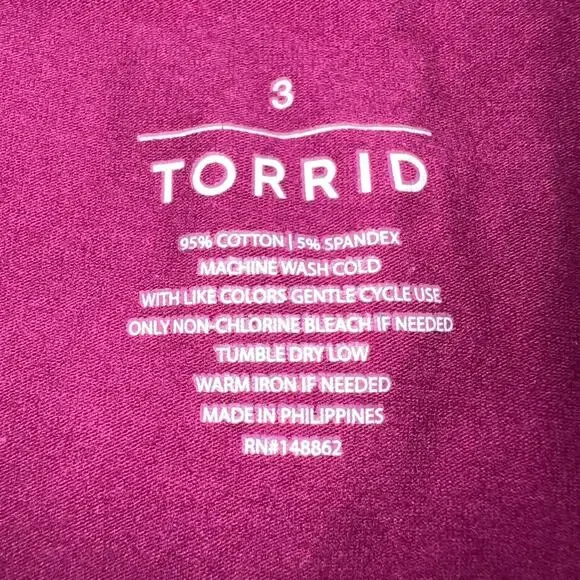 3
TORRID
95% COTTON | 5% SPANDEX
MACHINE WASH COLD
WITH LIKE COLORS GENTLE CYCLE USE
ONLY NON-CHLORINE BLEACH IF NEEDED
TUMBLE DRY LOW
WARM IRON IF NEEDED
MADE IN PHILIPPINES
RN#148862